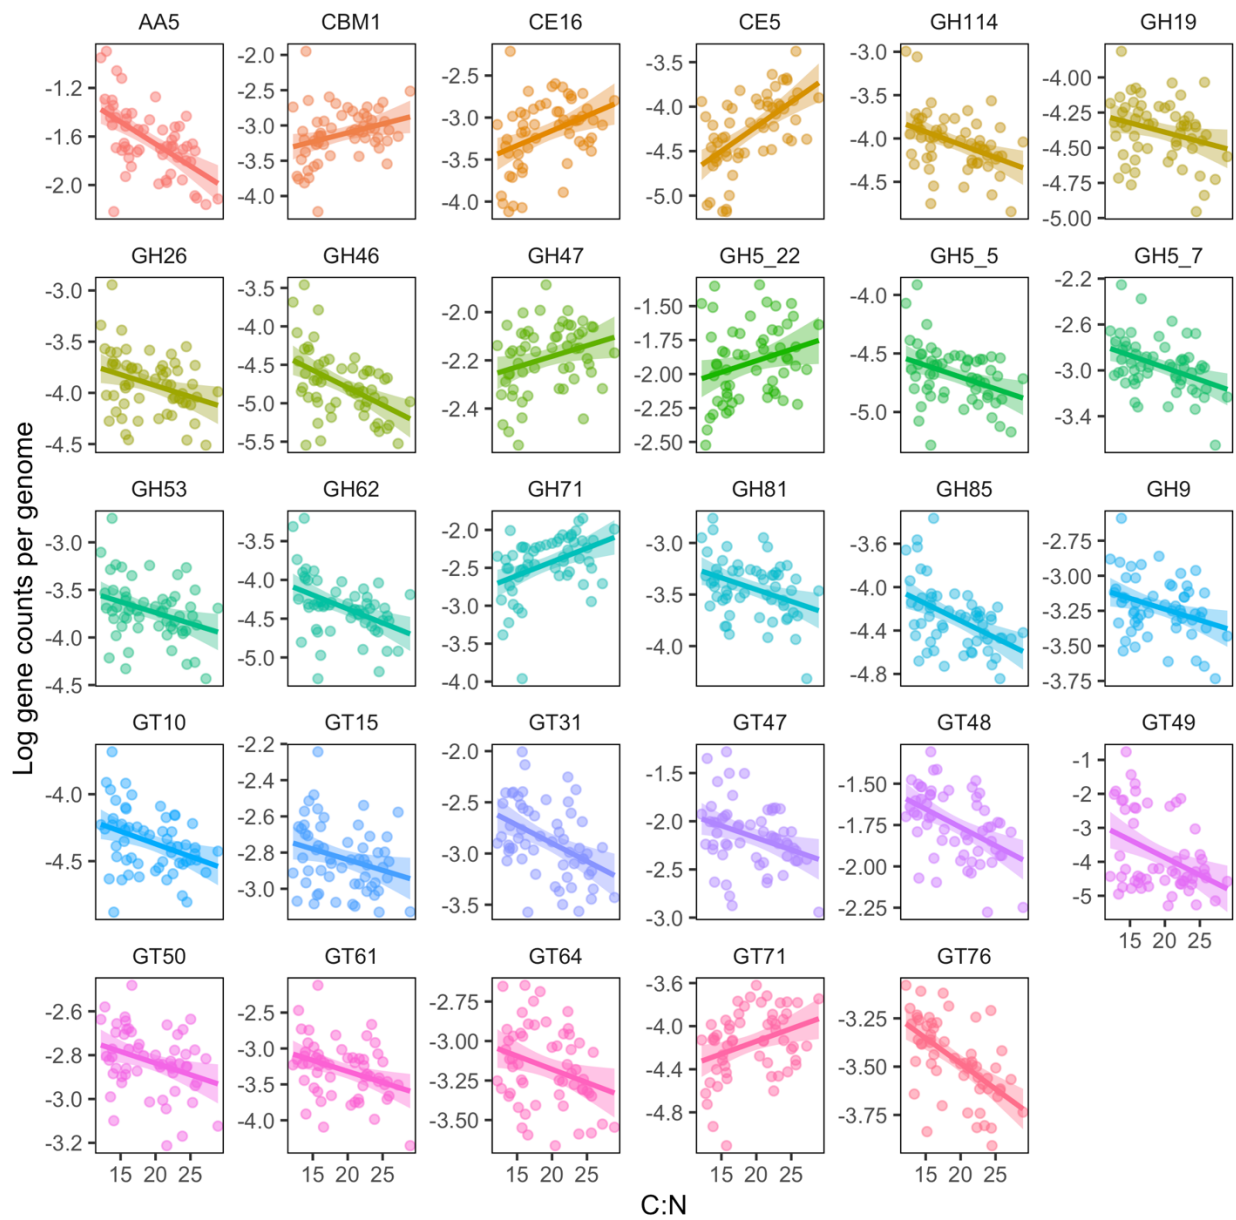 AA5 CBM1 CE16 CE5 GH114 GH19
-1.2 -1.6 -2.0
-2.0 -2.5 -3.0 -3.5 -4.0
-2.5 -3.0 -3.5 -4.0
-3.5 -4.0 -4.5 -5.0
-3.0 -3.5 -4.0 -4.5
-4.00 -4.25 -4.50 -4.75 -5.00
GH26 GH46 GH47 GH5_22 GH5_5 GH5_7
-3.0 -3.5 -4.0 -4.5
-3.5 -4.0 -4.5 -5.0 -5.5
-2.0 -2.2 -2.4
-1.50 -1.75 -2.00 -2.25 -2.50
-4.0 -4.5 -5.0
-2.2 -2.6 -3.0 -3.4
Log gene counts per genome
GH53 GH62 GH71 GH81 GH85 GH9
-3.0 -3.5 -4.0 -4.5
-3.5 -4.0 -4.5 -5.0
-2.0 -2.5 -3.0 -3.5 -4.0
-3.0 -3.5 -4.0
-3.6 -4.0 -4.4 -4.8
-2.75 -3.00 -3.25 -3.50 -3.75
GT10 GT15 GT31 GT47 GT48 GT49
-4.0 -4.5
-2.2 -2.4 -2.6 -2.8 -3.0
-2.0 -2.5 -3.0 -3.5
-1.5 -2.0 -2.5 -3.0
-1.50 -1.75 -2.00 -2.25
-1 -2 -3 -4 -5
15 20 25
GT50 GT61 GT64 GT71 GT76
-2.6 -2.8 -3.0 -3.2
-2.5 -3.0 -3.5 -4.0
-2.75 -3.00 -3.25 -3.50
-3.6 -4.0 -4.4 -4.8
-3.25 -3.50 -3.75
15 20 25 15 20 25 15 20 25 15 20 25 15 20 25
C:N